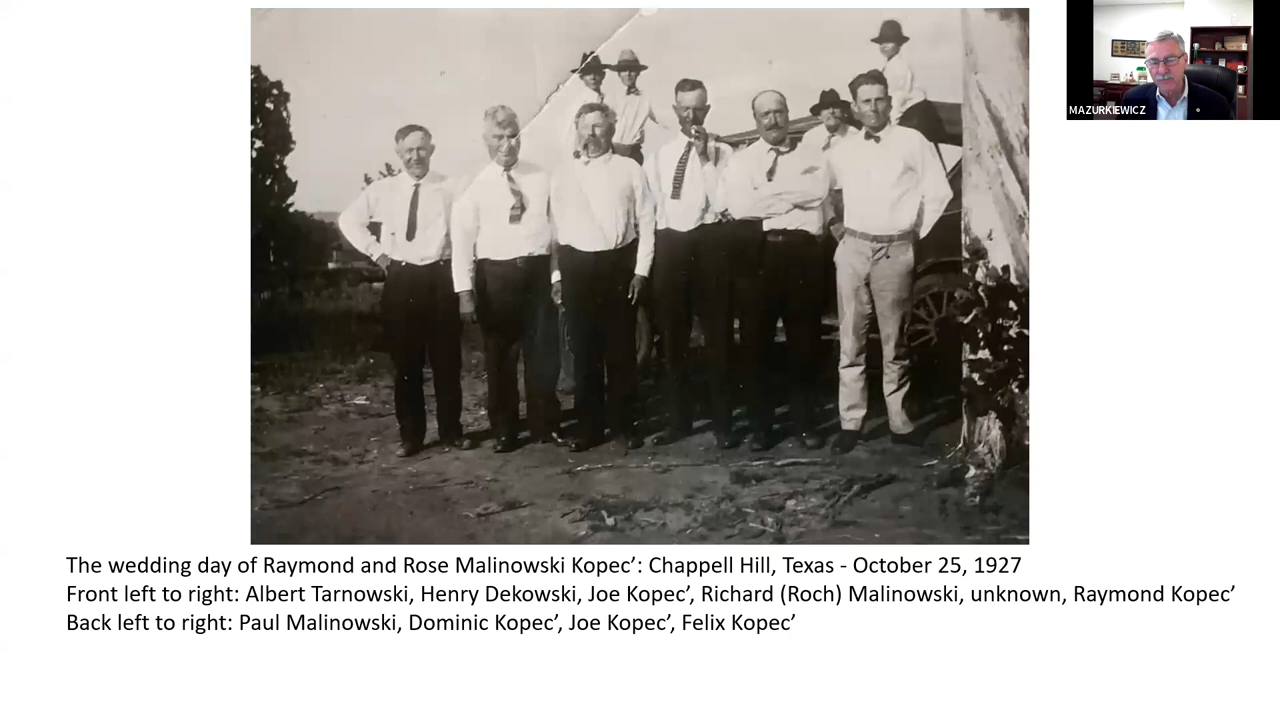 MAZURKIEWICZ
The wedding day of Raymond and Rose Malinowski Kopec’: Chappell Hill, Texas - October 25, 1927
Front left to right: Albert Tarnowski, Henry Dekowski, Joe Kopec’, Richard (Roch) Malinowski, unknown, Raymond Kopec’
Back left to right: Paul Malinowski, Dominic Kopec’, Joe Kopec’, Felix Kopec’